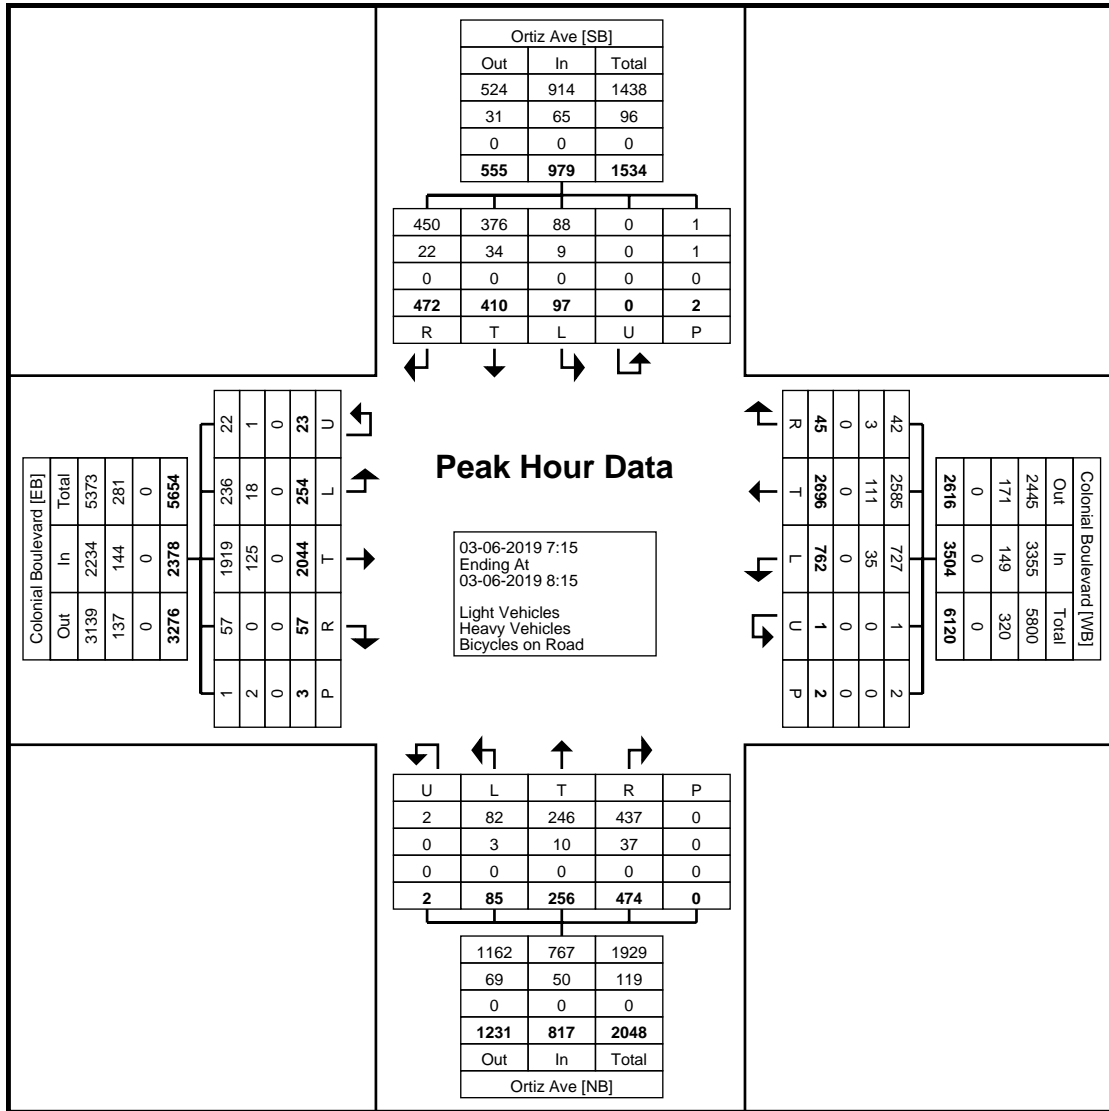 Ortiz Ave [SB]
Out In Total
524 914 1438
31 65 96
0 0 0
555 979 1534
450 376 88 0 1
22 34 9 0 1
0 0 0 0 0
472 410 97 0 2
R T L U P
Colonial Boulevard [EB]
Total In Out
5373 2234 3139
281 144 137
0 0 0
5654 2378 3276
22 236 1919 57 1
1 18 125 0 2
0 0 0 0 0
23 254 2044 57 3
U L T R P
Peak Hour Data
03-06-2019 7:15
Ending At
03-06-2019 8:15
Light Vehicles
Heavy Vehicles
Bicycles on Road
Colonial Boulevard [WB]
Out In Total
2445 3355 5800
171 149 320
0 0 0
2616 3504 6120
42 2585 727 1 2
3 111 35 0 0
0 0 0 0 0
45 2696 762 1 2
R T L U P
U L T R P
2 82 246 437 0
0 3 10 37 0
0 0 0 0 0
2 85 256 474 0
1162 767 1929
69 50 119
0 0 0
1231 817 2048
Out In Total
Ortiz Ave [NB]